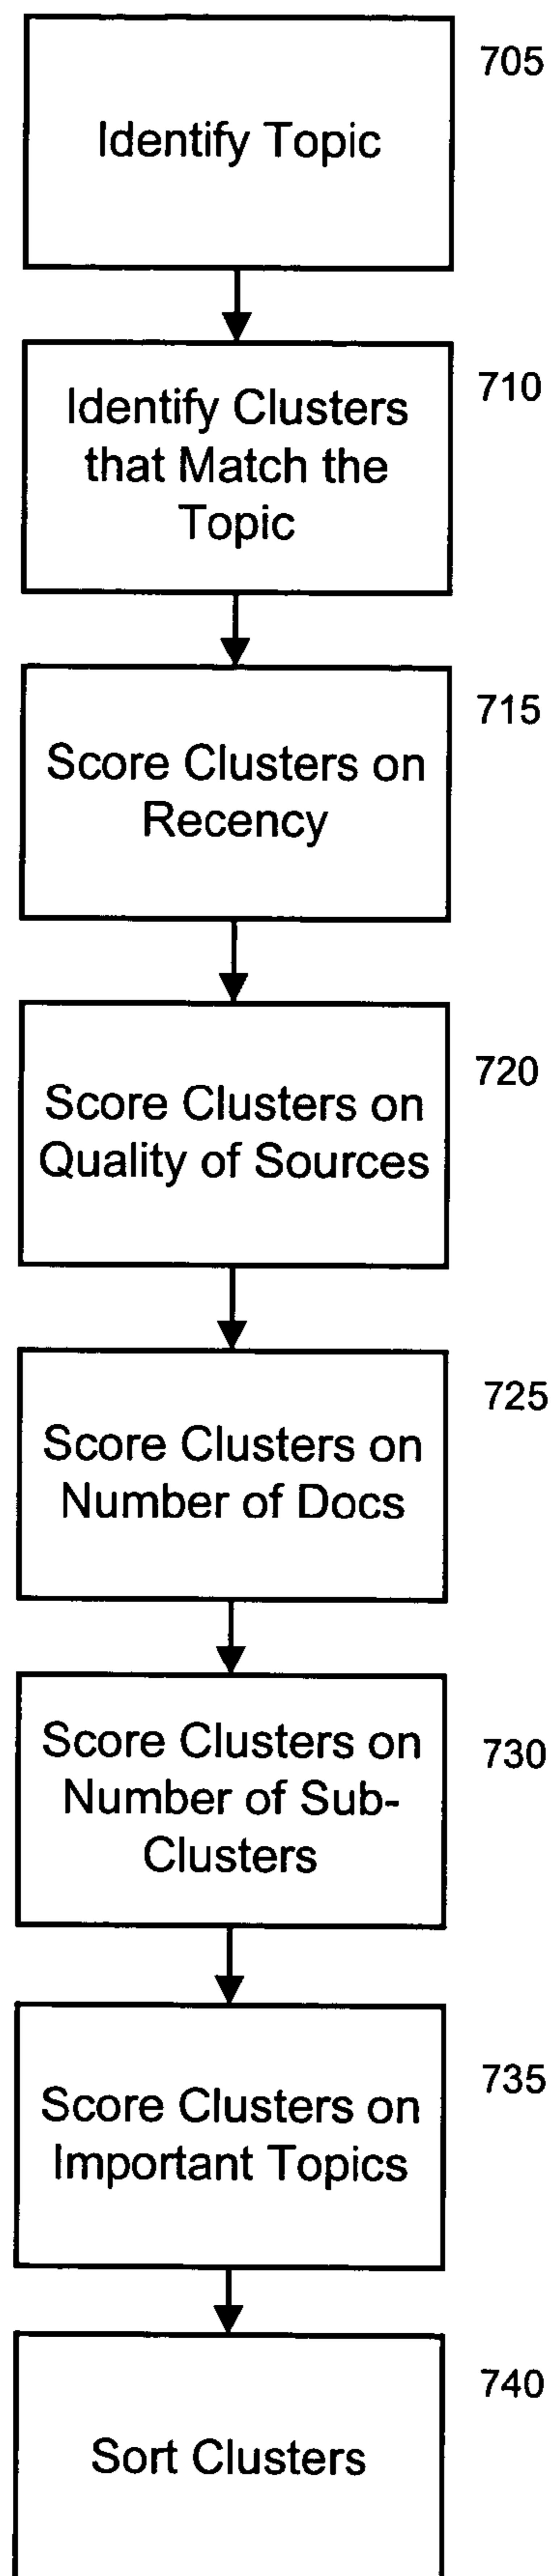 705
Identify Topic
710
Identify Clusters
that Match the
Topic
715
Score Clusters on
Recency
720
Score Clusters on
Quality of Sources
725
Score Clusters on
Number of Docs
730
Score Clusters on
Number of Sub-
Clusters
735
Score Clusters on
Important Topics
740
Sort Clusters